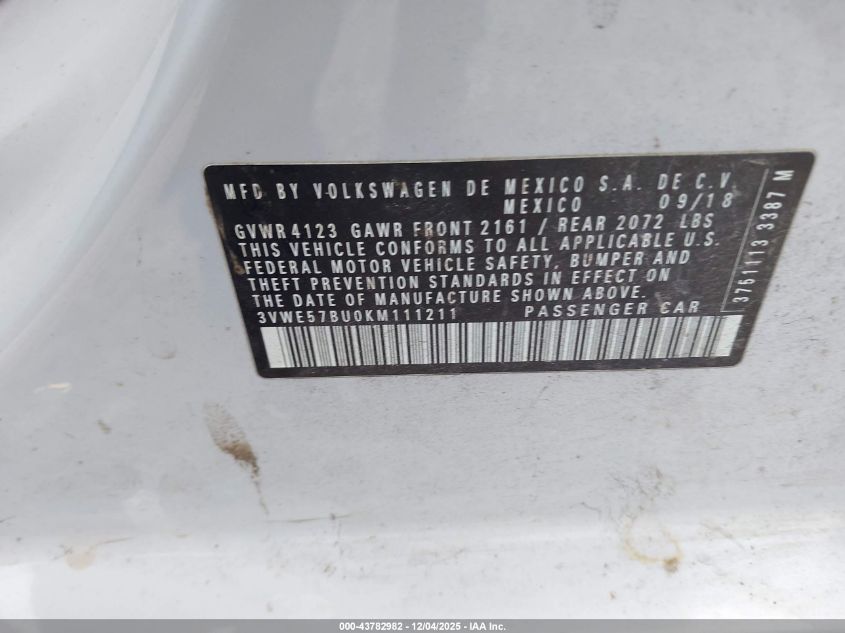 MFD BY VOLKSWAGEN DE MEXICO S.A. DE C.V.
MEXICO 09/18
GVWR 4123 GAWR FRONT 2161 / REAR 2072 LBS
THIS VEHICLE CONFORMS TO ALL APPLICABLE U.S.
FEDERAL MOTOR VEHICLE SAFETY, BUMPER AND
THEFT PREVENTION STANDARDS IN EFFECT ON
THE DATE OF MANUFACTURE SHOWN ABOVE.
3VWE57BU0KM111211 PASSENGER CAR
3761113 3387 M
000-43782982 - 12/04/2025 - IAA Inc.